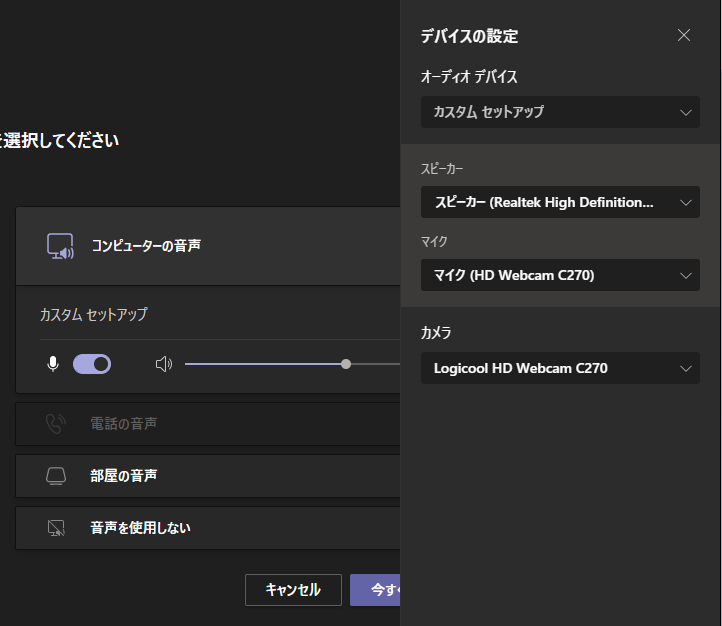 を選択してください
コンピューターの音声
カスタム セットアップ
電話の音声
部屋の音声
音声を使用しない
キャンセル
今す
デバイスの設定
オーディオ デバイス
カスタム セットアップ
スピーカー
スピーカー (Realtek High Definition...
マイク
マイク (HD Webcam C270)
カメラ
Logicool HD Webcam C270